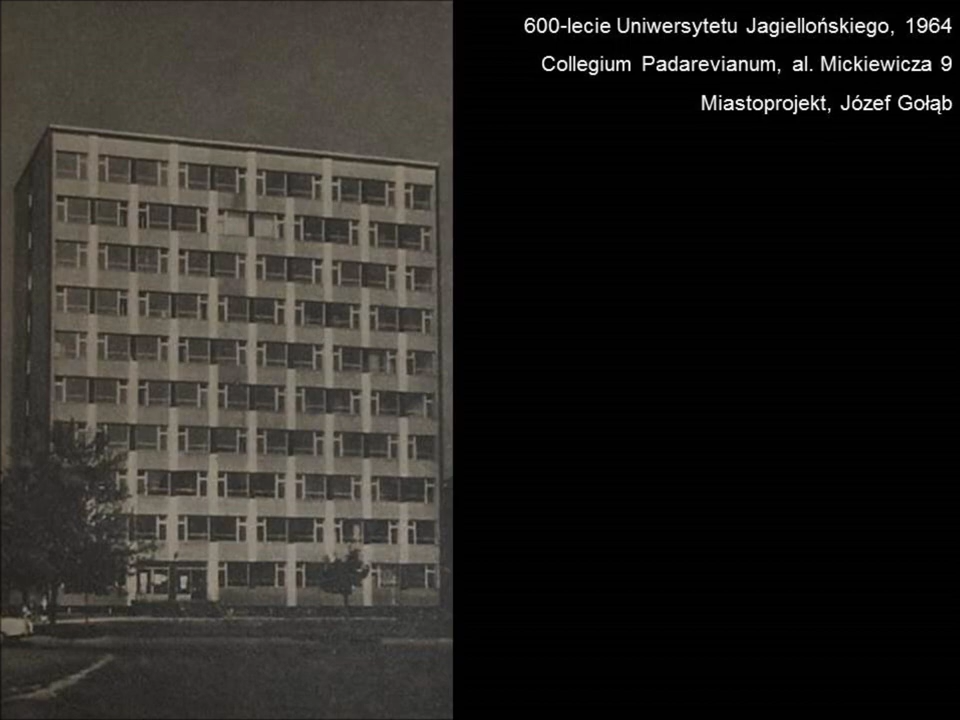 600-lecie Uniwersytetu Jagiellońskiego, 1964
Collegium Padarevianum, al. Mickiewicza 9
Miastoprojekt, Józef Gołąb